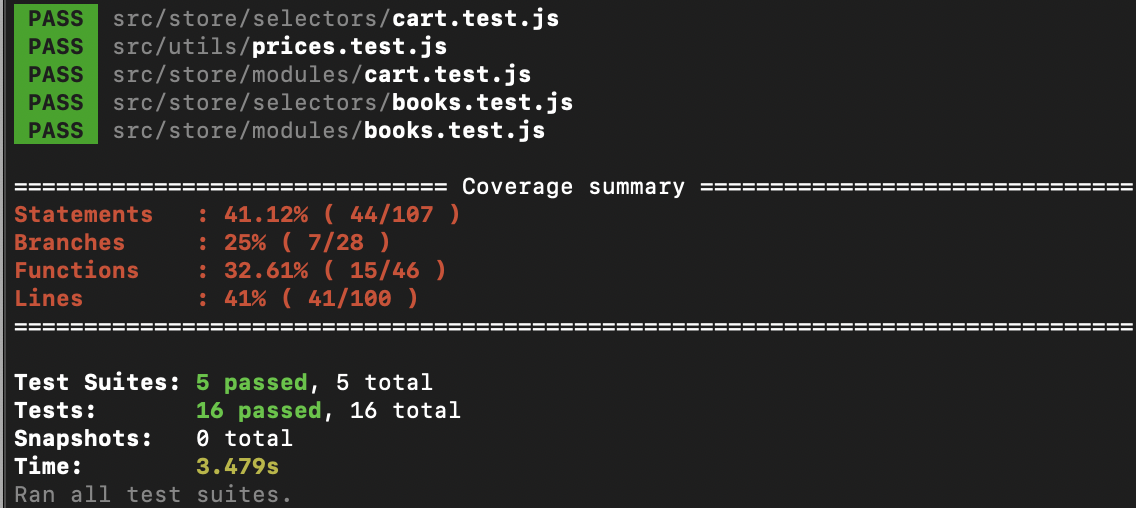 PASS src/store/selectors/cart.test.js
PASS src/utils/prices.test.js
PASS src/store/modules/cart.test.js
PASS src/store/selectors/books.test.js
PASS src/store/modules/books.test.js
=============================== Coverage summary ===============================
Statements   : 41.12% ( 44/107 )
Branches     : 25% ( 7/28 )
Functions    : 32.61% ( 15/46 )
Lines        : 41% ( 41/100 )
================================================================================
Test Suites: 5 passed, 5 total
Tests:       16 passed, 16 total
Snapshots:   0 total
Time:        3.479s
Ran all test suites.